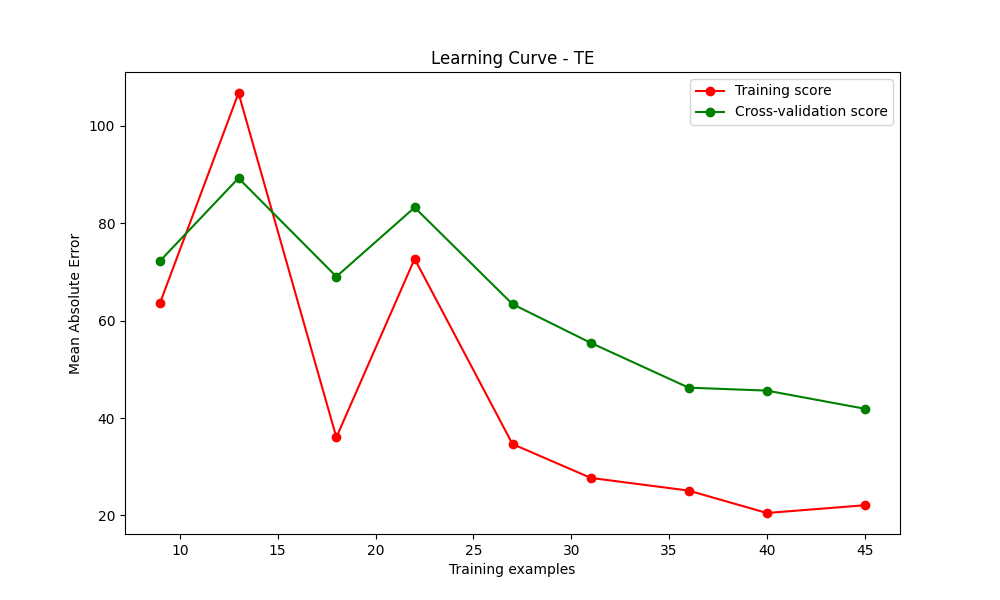 Learning Curve - TE
Training score
Cross-validation score
100
80
60
40
20
Mean Absolute Error
10 15 20 25 30 35 40 45
Training examples